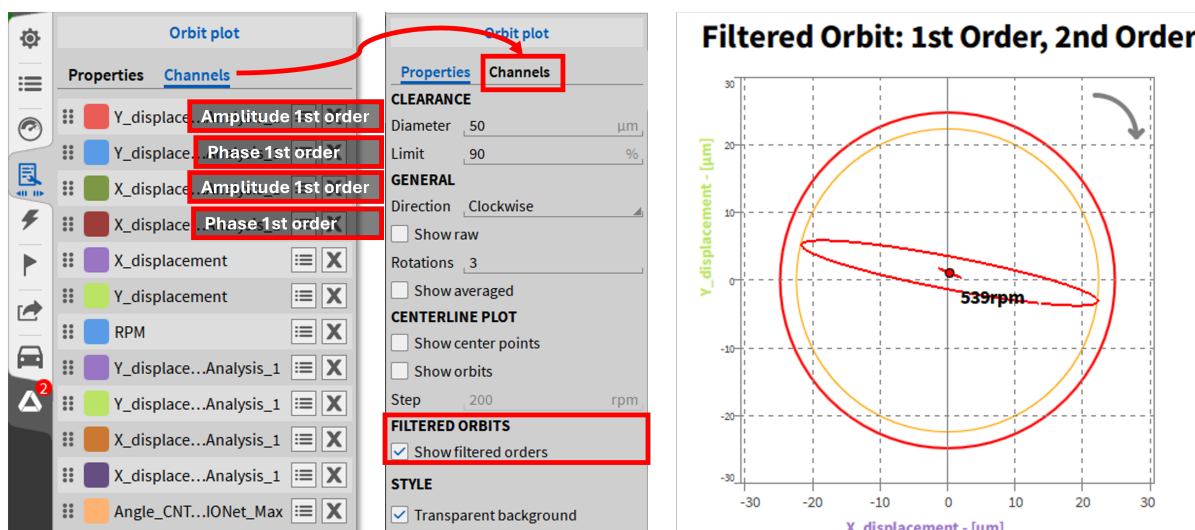 Orbit plot
Properties Channels
Y_displace...
Amplitude 1st order
Y_displace...
Phase 1st order
X_displace...
Amplitude 1st order
X_displace...
Phase 1st order
X_displacement
Y_displacement
RPM
Y_displace...Analysis_1
Y_displace...Analysis_1
X_displace...Analysis_1
X_displace...Analysis_1
Angle_CNT...IONet_Max
2
Orbit plot
Properties Channels
CLEARANCE
Diameter 50 µm
Limit 90 %
GENERAL
Direction Clockwise
Show raw
Rotations 3
Show averaged
CENTERLINE PLOT
Show center points
Show orbits
Step 200 rpm
FILTERED ORBITS
Show filtered orders
STYLE
Transparent background
Filtered Orbit: 1st Order, 2nd Order
Y_displacement - [µm]
30
20
10
0
-10
-20
-30
539rpm
-30 -20 -10 0 10 20 30
X_displacement - [µm]